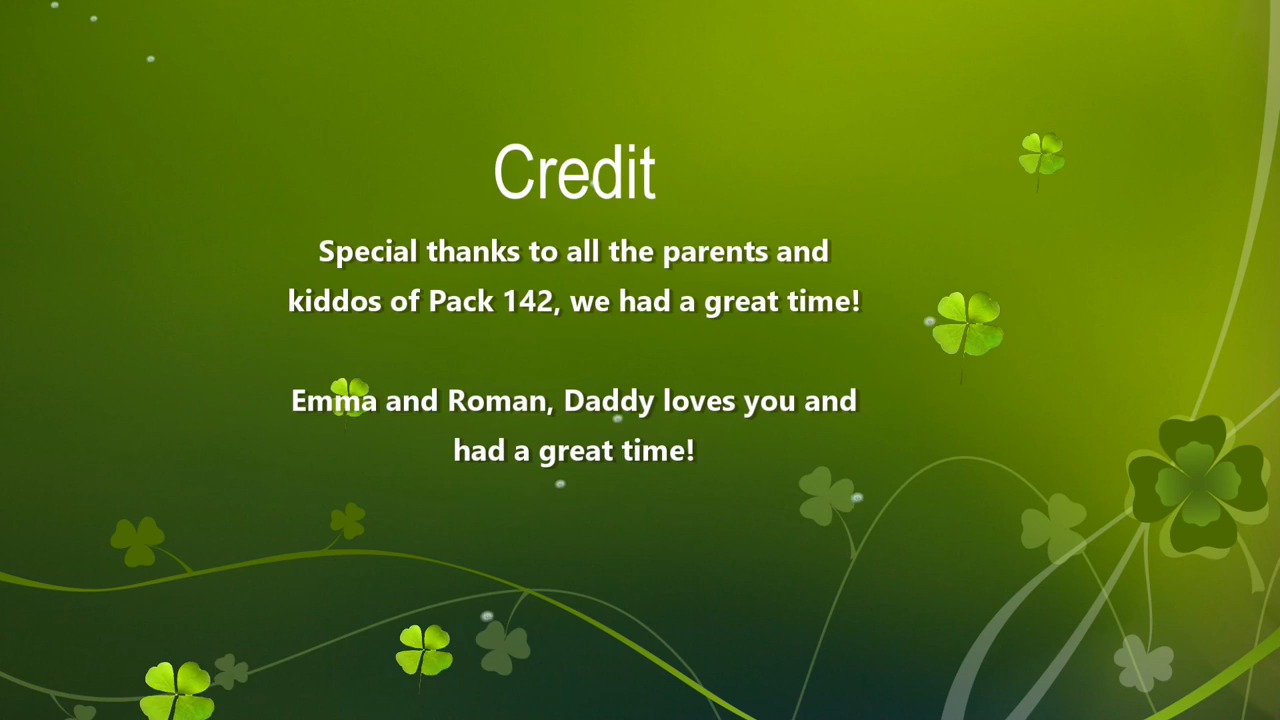 Credit
Special thanks to all the parents and
kiddos of Pack 142, we had a great time!
Emma and Roman, Daddy loves you and
had a great time!